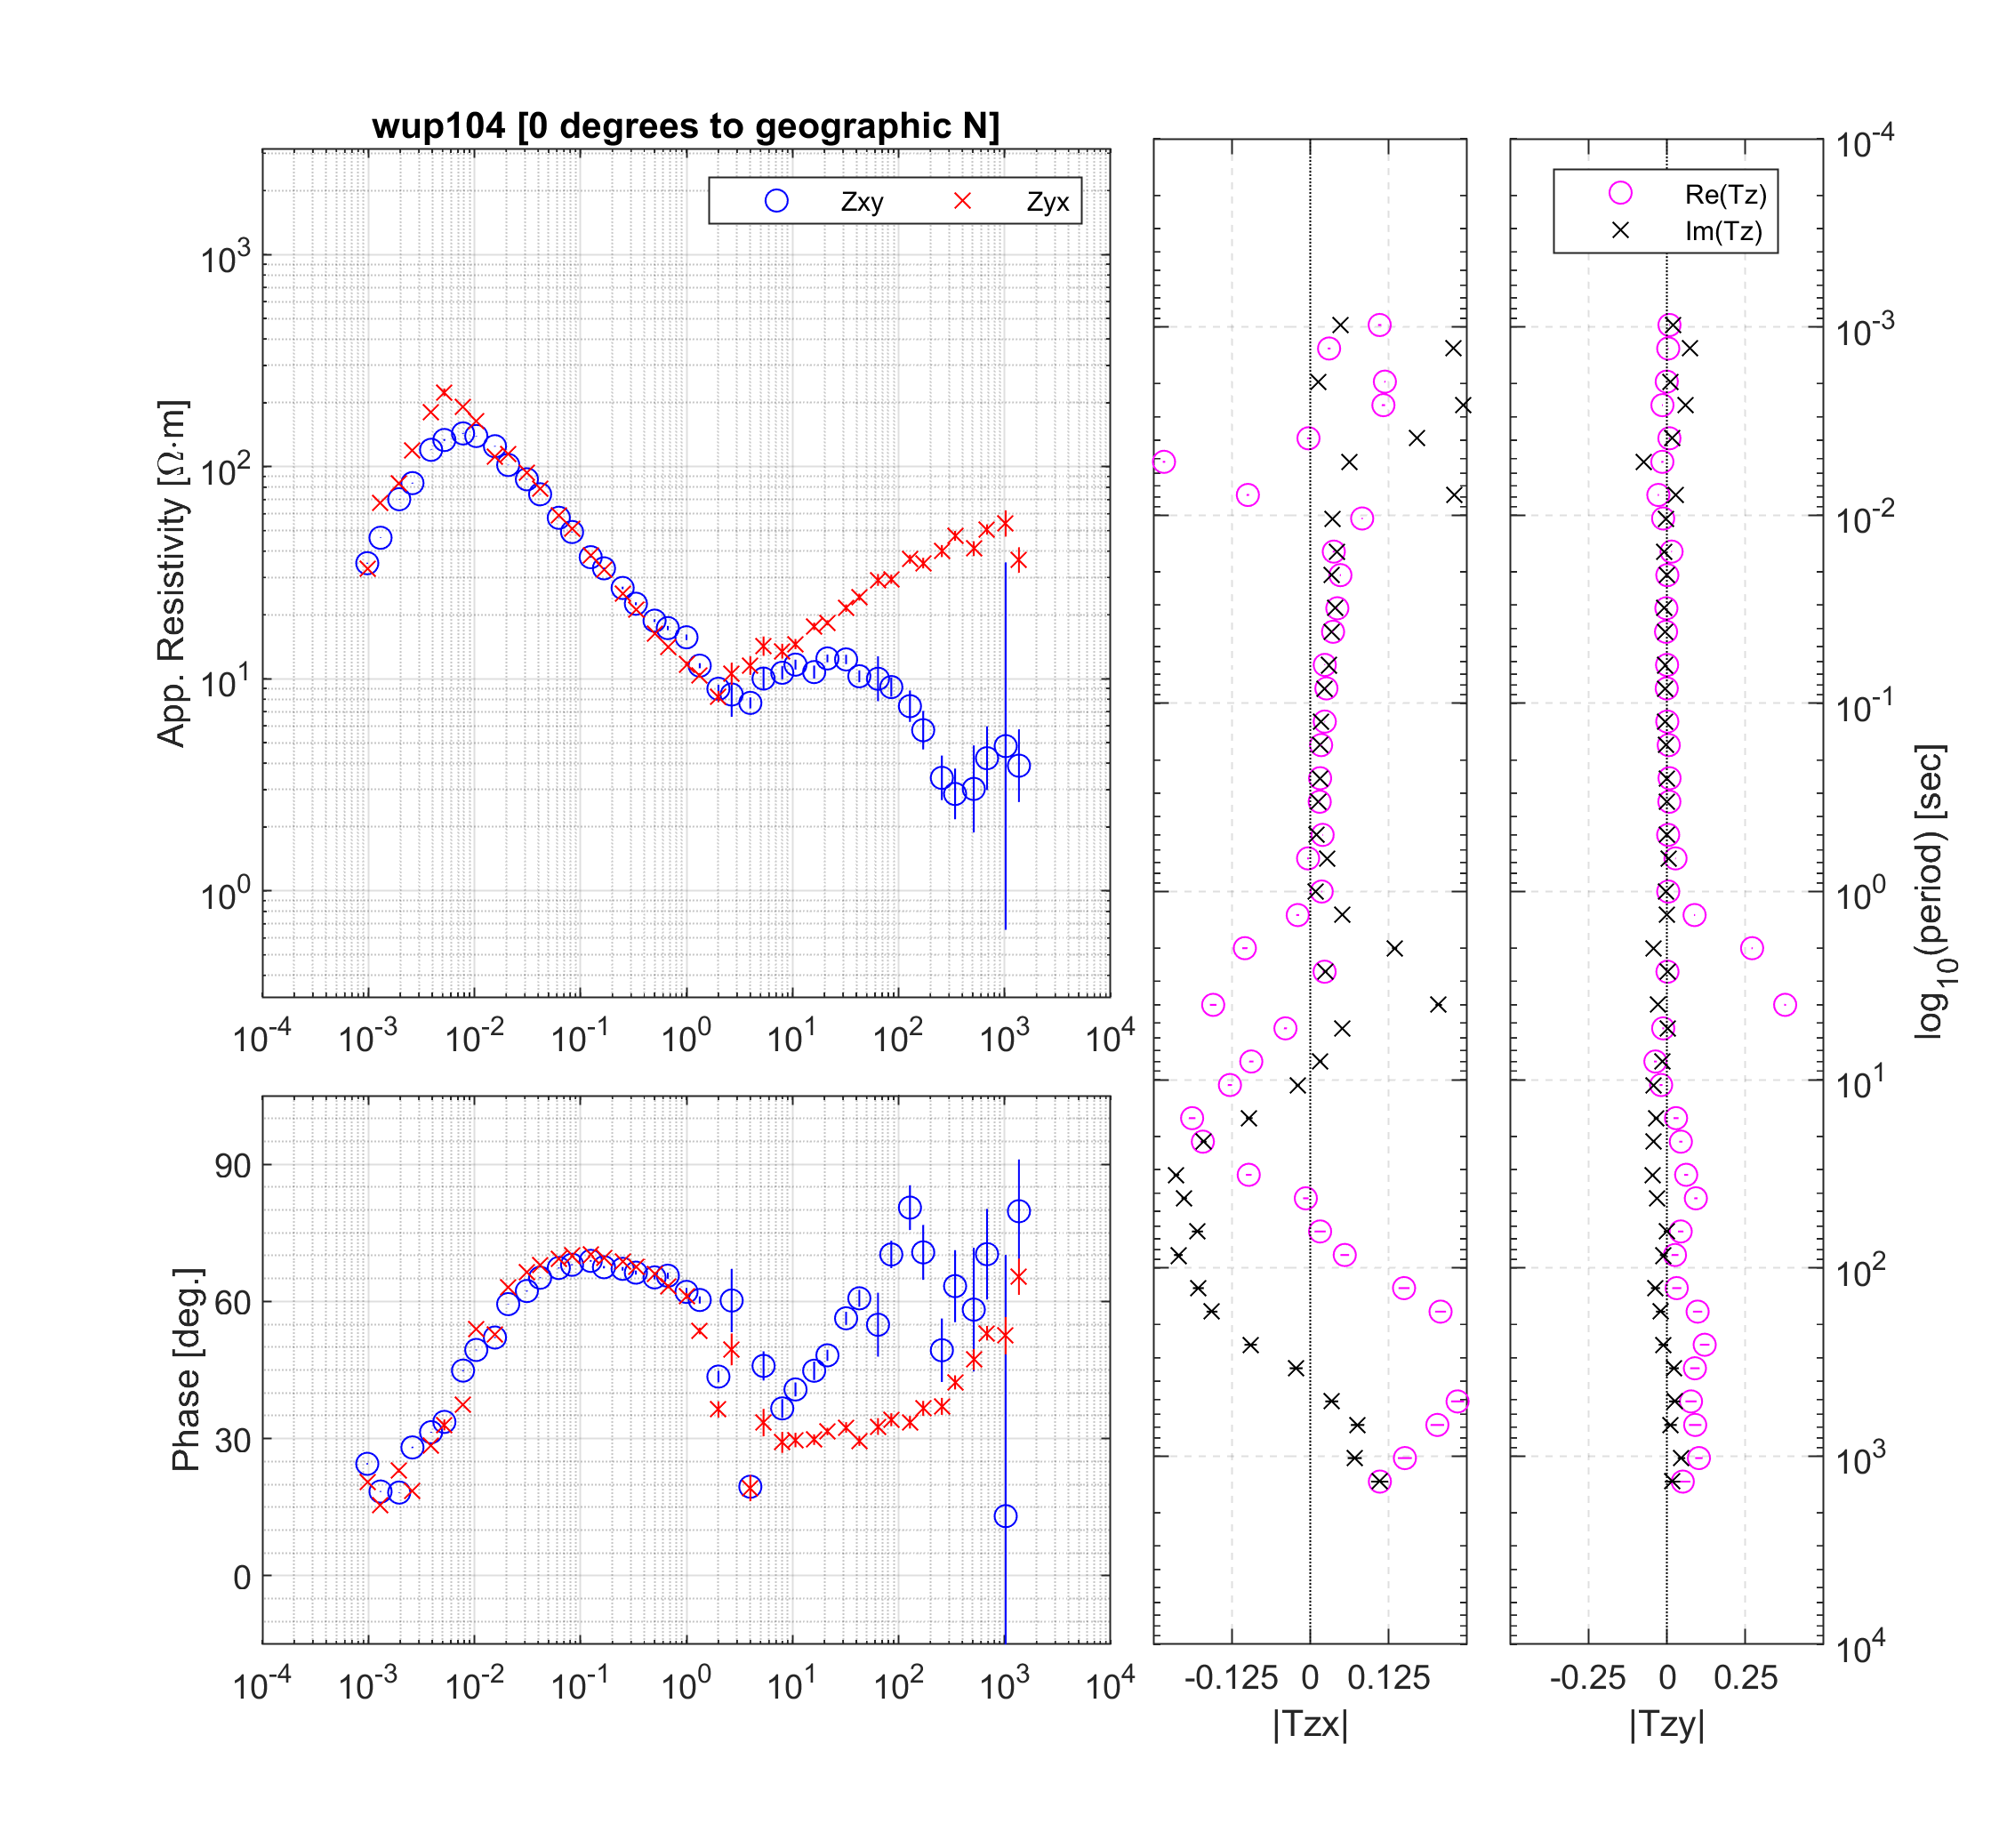 wup104 [0 degrees to geographic N]
Zxy Zyx
App. Resistivity [Ω·m]
10^3
10^2
10^1
10^0
10^-4 10^-3 10^-2 10^-1 10^0 10^1 10^2 10^3 10^4
Phase [deg.]
90
60
30
0
10^-4 10^-3 10^-2 10^-1 10^0 10^1 10^2 10^3 10^4
-0.125 0 0.125
|Tzx|
Re(Tz)
Im(Tz)
-0.25 0 0.25
|Tzy|
10^-4
10^-3
10^-2
10^-1
10^0
10^1
10^2
10^3
10^4
log_10(period) [sec]